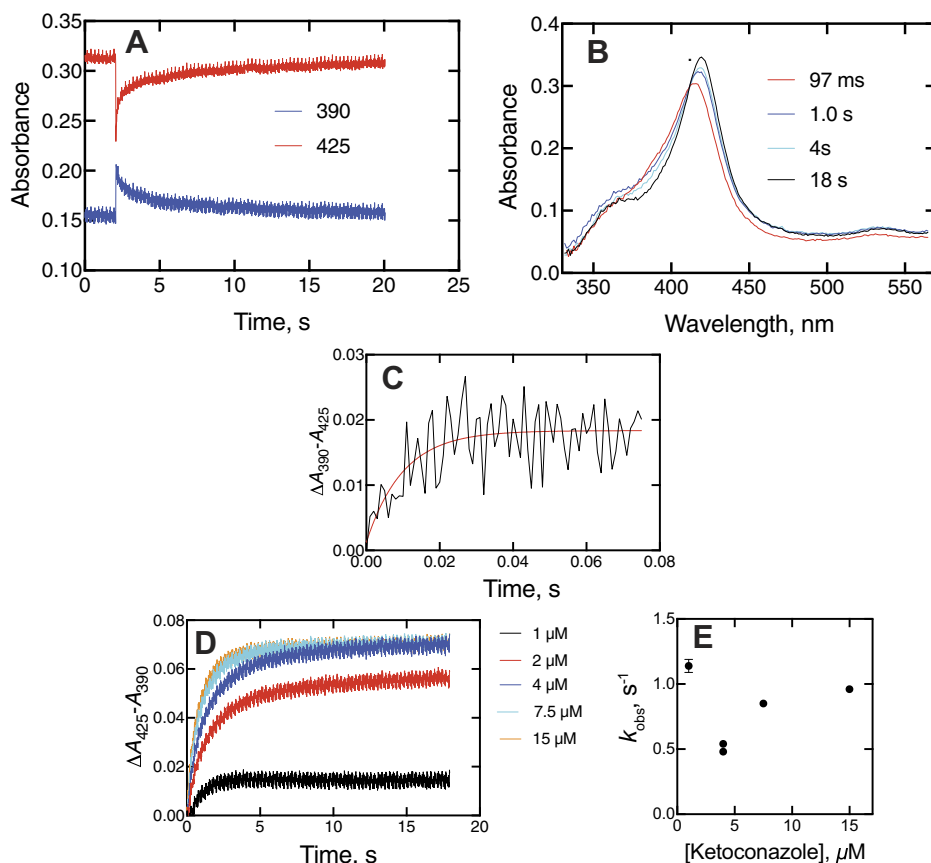 A
0.35
0.30
0.25
0.20
0.15
0.10
Absorbance
390
425
0 5 10 15 20 25
Time, s
B
0.4
0.3
0.2
0.1
0.0
Absorbance
97 ms
1.0 s
4s
18 s
350 400 450 500 550
Wavelength, nm
C
0.03
0.02
0.01
0.00
ΔA390-A425
0.00 0.02 0.04 0.06 0.08
Time, s
D
0.08
0.06
0.04
0.02
0.00
ΔA425-A390
0 5 10 15 20
Time, s
1 µM
2 µM
4 µM
7.5 µM
15 µM
E
1.5
1.0
0.5
0.0
kobs, s-1
0 5 10 15
[Ketoconazole], µM